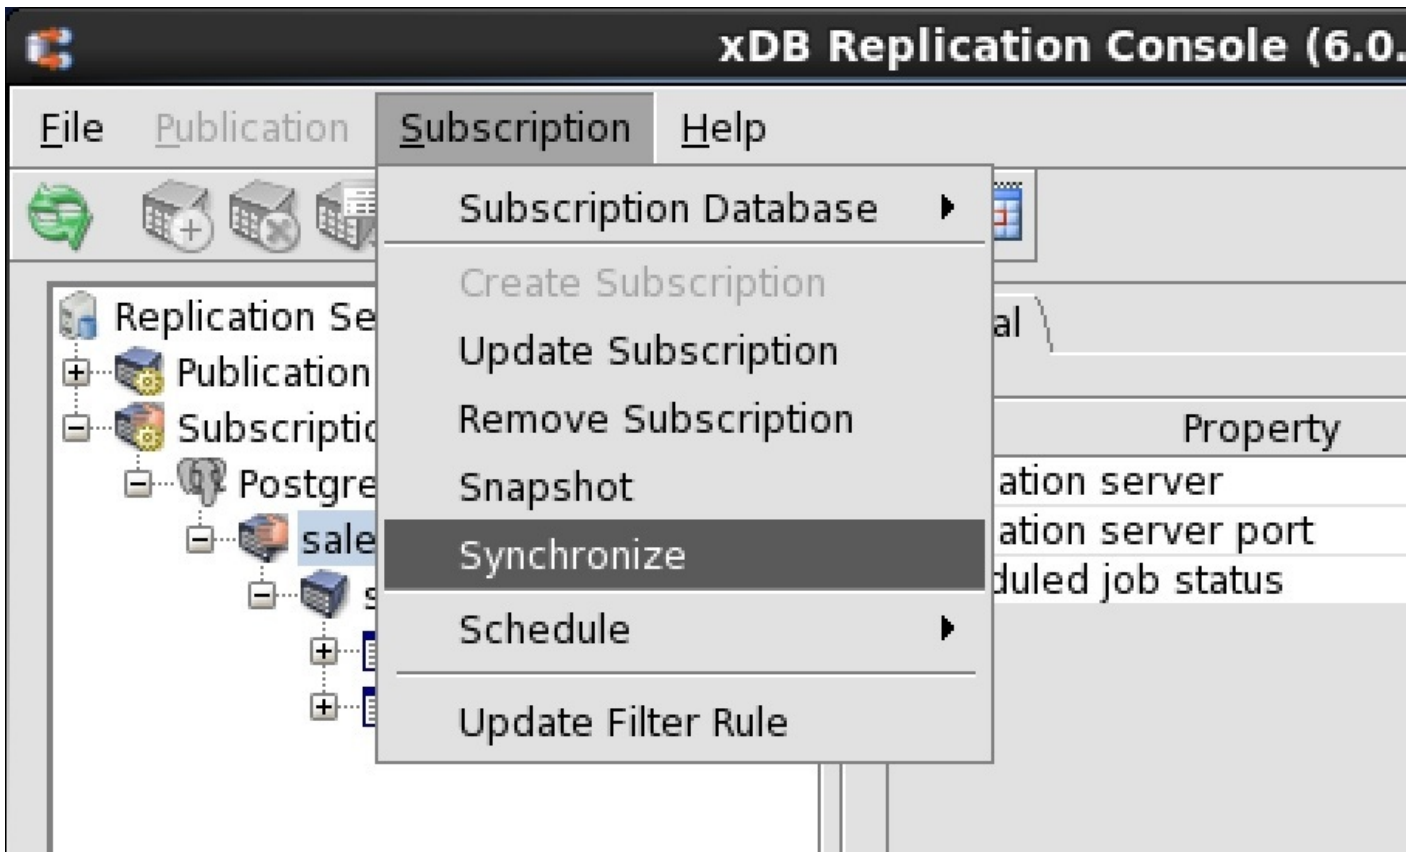 xDB Replication Console (6.0.
File Publication Subscription Help
Subscription Database
Create Subscription
Update Subscription
Remove Subscription
Snapshot
Synchronize
Schedule
Update Filter Rule
Replication Se
Publication
Subscriptic
Postgre
sale
s
al
Property
ation server
ation server port
duled job status